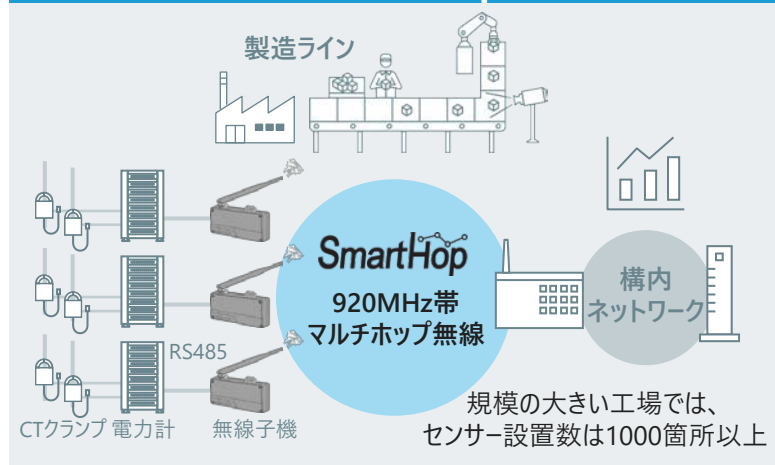 製造ライン
SmartHop
920MHz帯
マルチホップ無線
構内
ネットワーク
RS485
CTクランプ 電力計 無線子機
規模の大きい工場では、
センサー設置数は1000箇所以上